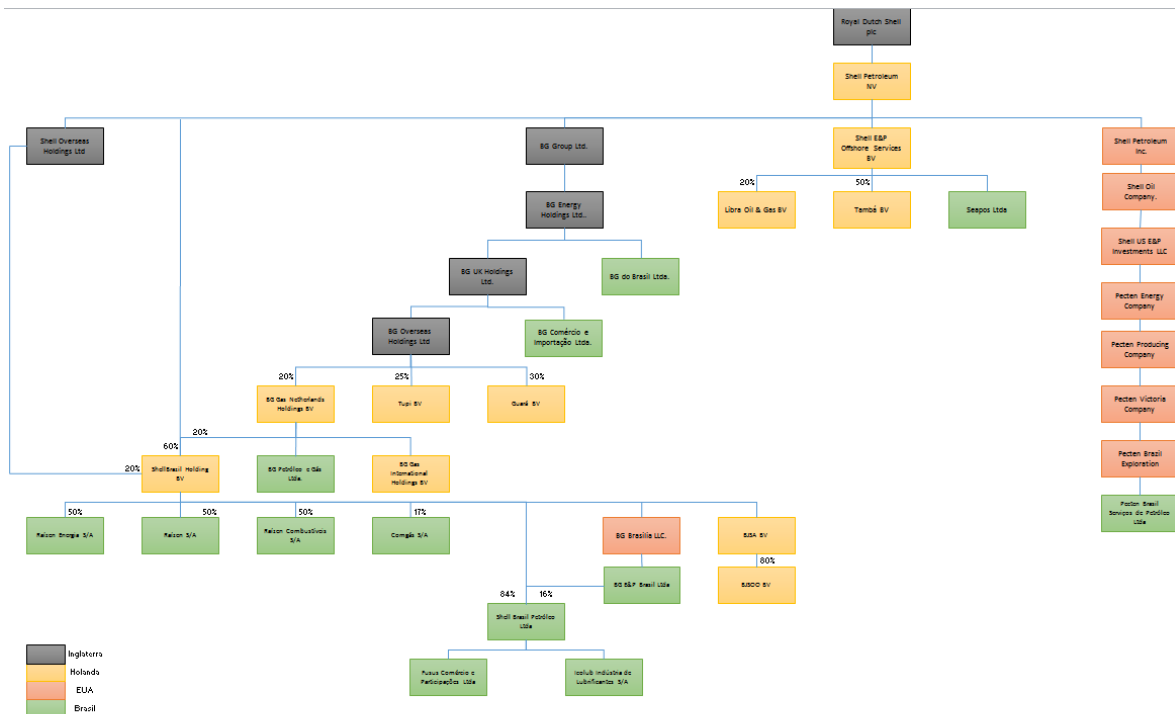 Royal Dutch Shell
plc
Shell Petroleum
NV
Shell Overseas
Holdings Ltd
BG Group Ltd.
Shell E&P
Offshore Services
BV
Shell Petroleum
Inc.
20%
50%
Libra Oil & Gas BV
Tambá BV
Seapos Ltda
Shell Oil
Company.
BG Energy
Holdings Ltd..
Shell US E&P
Investments LLC
BG UK Holdings
Ltd.
BG do Brasil Ltda.
Pecten Energy
Company
BG Overseas
Holdings Ltd
BG Comércio e
Importação Ltda.
Pecten Producing
Company
20%
25%
30%
BG Gas Netherlands
Holdings BV
Tupi BV
Guará BV
Pecten Victoria
Company
20%
60%
20%
Shell Brasil Holding
BV
BG Petróleo e Gás
Ltda.
BG Gas
International
Holdings BV
Pecten Brazil
Exploration
Pecten Brasil
Serviços de Petróleo
Ltda
50%
50%
50%
17%
Raizen Energia S/A
Raizen S/A
Raizen Combustíveis
S/A
Comgás S/A
BG Brasilia LLC.
BJSA BV
80%
BG E&P Brasil Ltda
BJSOO BV
84%
16%
Shell Brasil Petróleo
Ltda
Fusus Comércio e
Participações Ltda
Icolub Indústria de
Lubrificantes S/A
Inglaterra
Holanda
EUA
Brasil